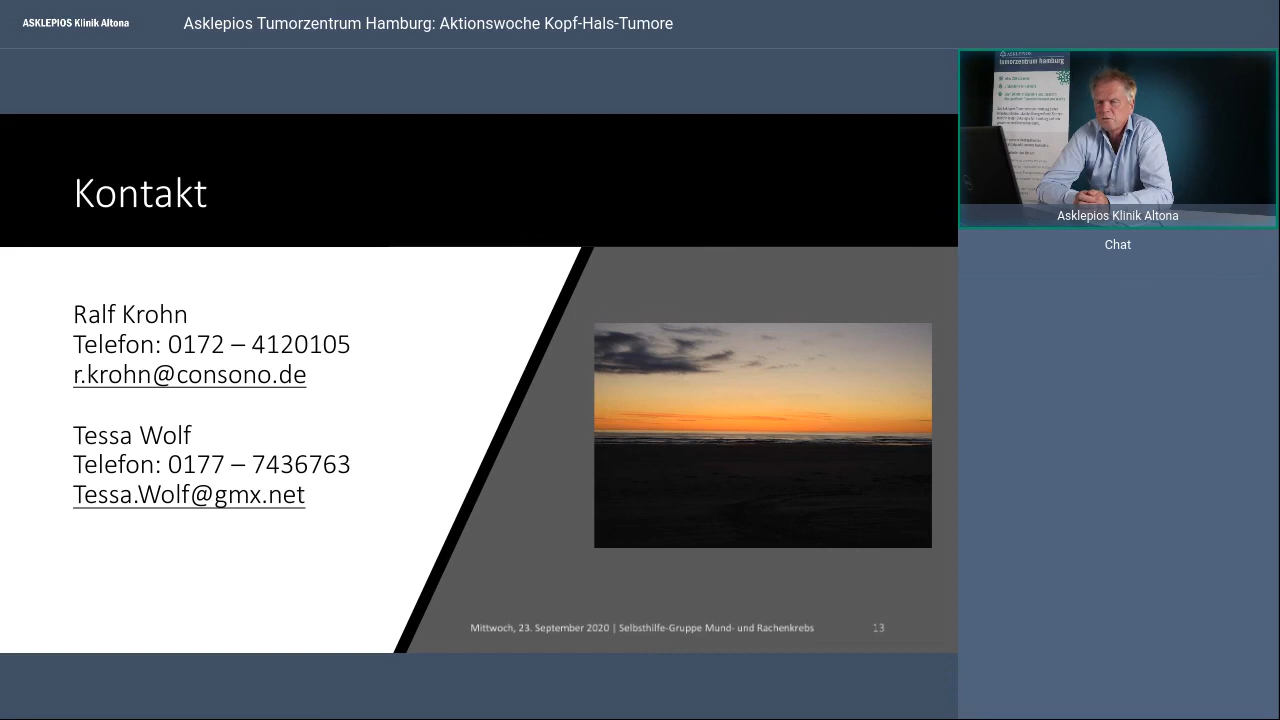 ASKLEPIOS Klinik Altona
Asklepios Tumorzentrum Hamburg: Aktionswoche Kopf-Hals-Tumore
Kontakt
Ralf Krohn
Telefon: 0172 – 4120105
r.krohn@consono.de
Tessa Wolf
Telefon: 0177 – 7436763
Tessa.Wolf@gmx.net
Mittwoch, 23. September 2020 | Selbsthilfe-Gruppe Mund- und Rachenkrebs
13
ASKLEPIOS
tumorzentrum hamburg
Asklepios Klinik Altona
Chat